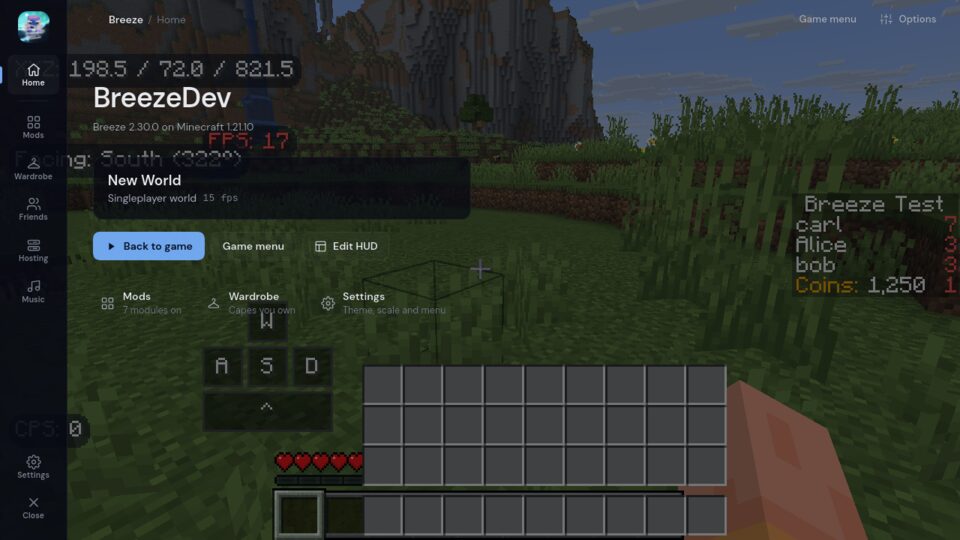 Breeze / Home
Game menu
Options
198.5 / 72.0 / 821.5
Home
BreezeDev
Breeze 2.30.0 on Minecraft 1.21.10
Mods
FPS: 17
Facing: South (322°)
Wardrobe
New World
Singleplayer world 15 fps
Friends
Breeze Test
carl 7
Alice 3
bob 3
Coins: 1,250 1
Hosting
Back to game
Game menu
Edit HUD
Music
Mods
7 modules on
Wardrobe
Capes you own
Settings
Theme, scale and menu
W
A S D
^
CPS: 0
Settings
Close